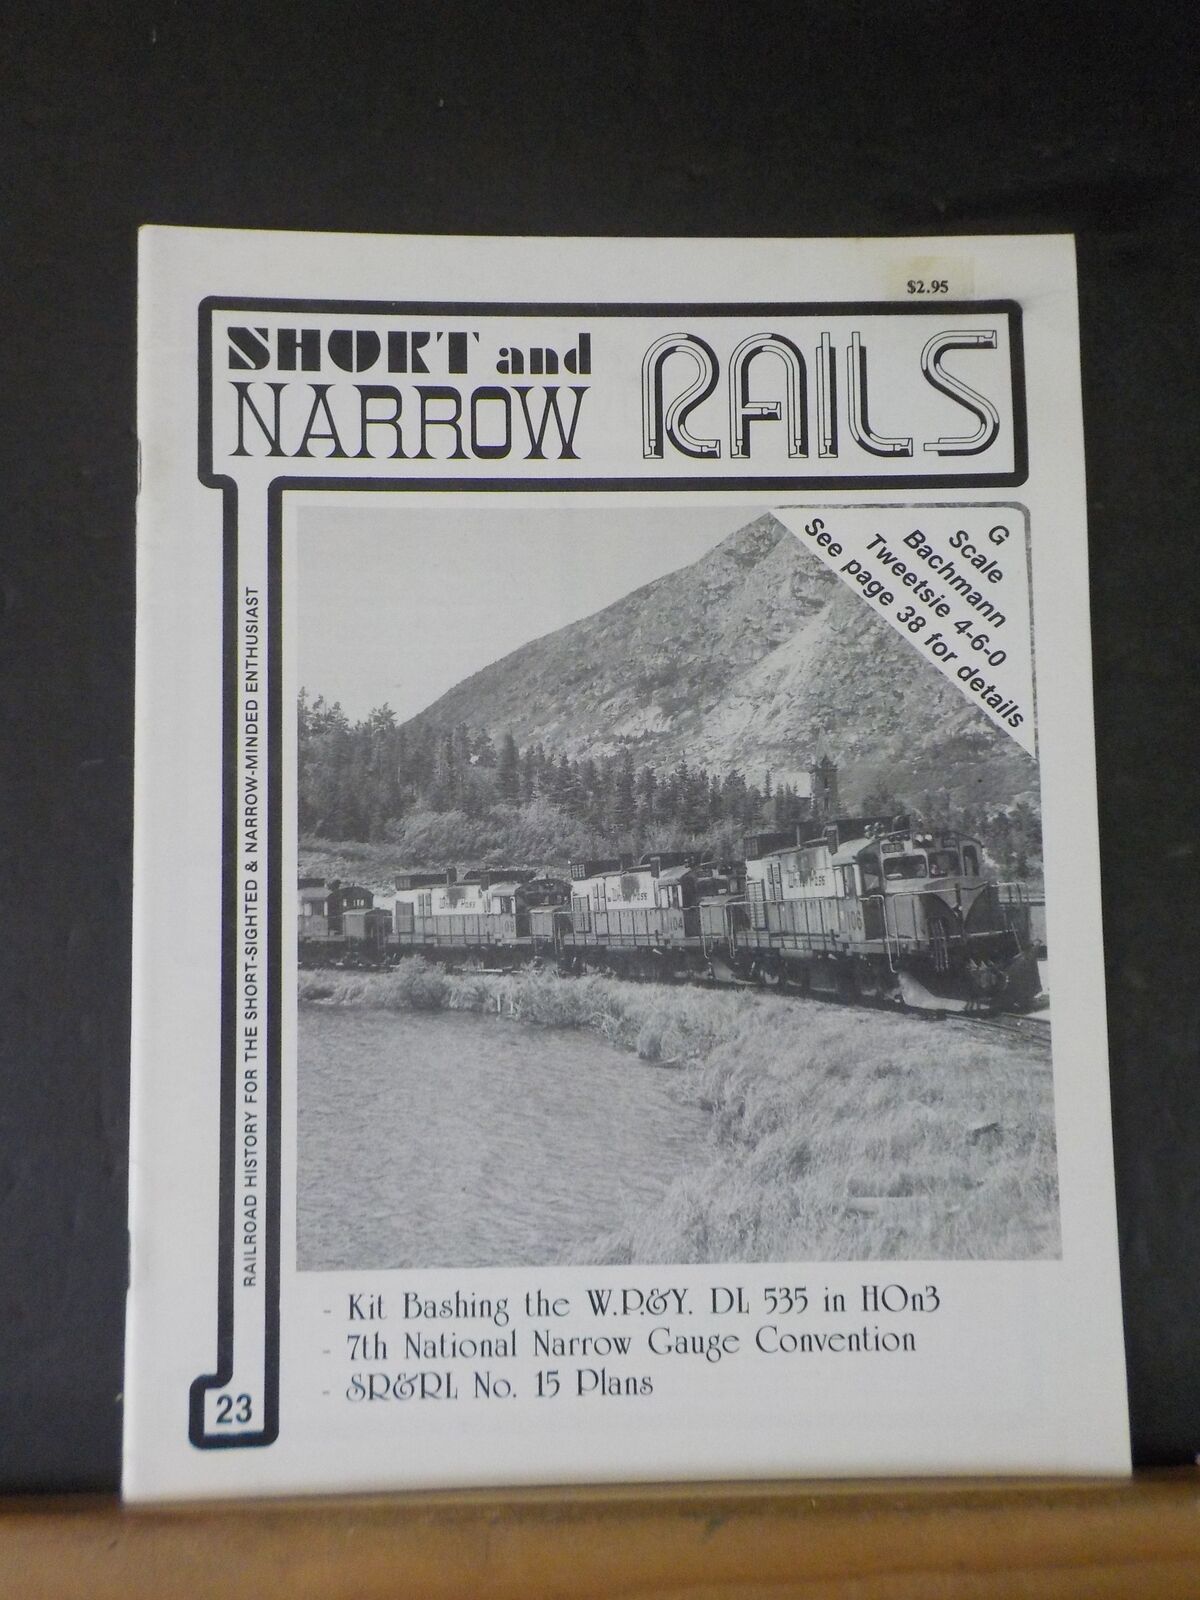 $2.95
SHORT and
NARROW
RAILS
G
Scale
Bachmann
Tweetsie 4-6-0
See page 38 for details
RAILROAD HISTORY FOR THE SHORT-SIGHTED & NARROW-MINDED ENTHUSIAST
104
106
- Kit Bashing the W.P.&Y. DL 535 in HOn3
- 7th National Narrow Gauge Convention
- SR&RL No. 15 Plans
23